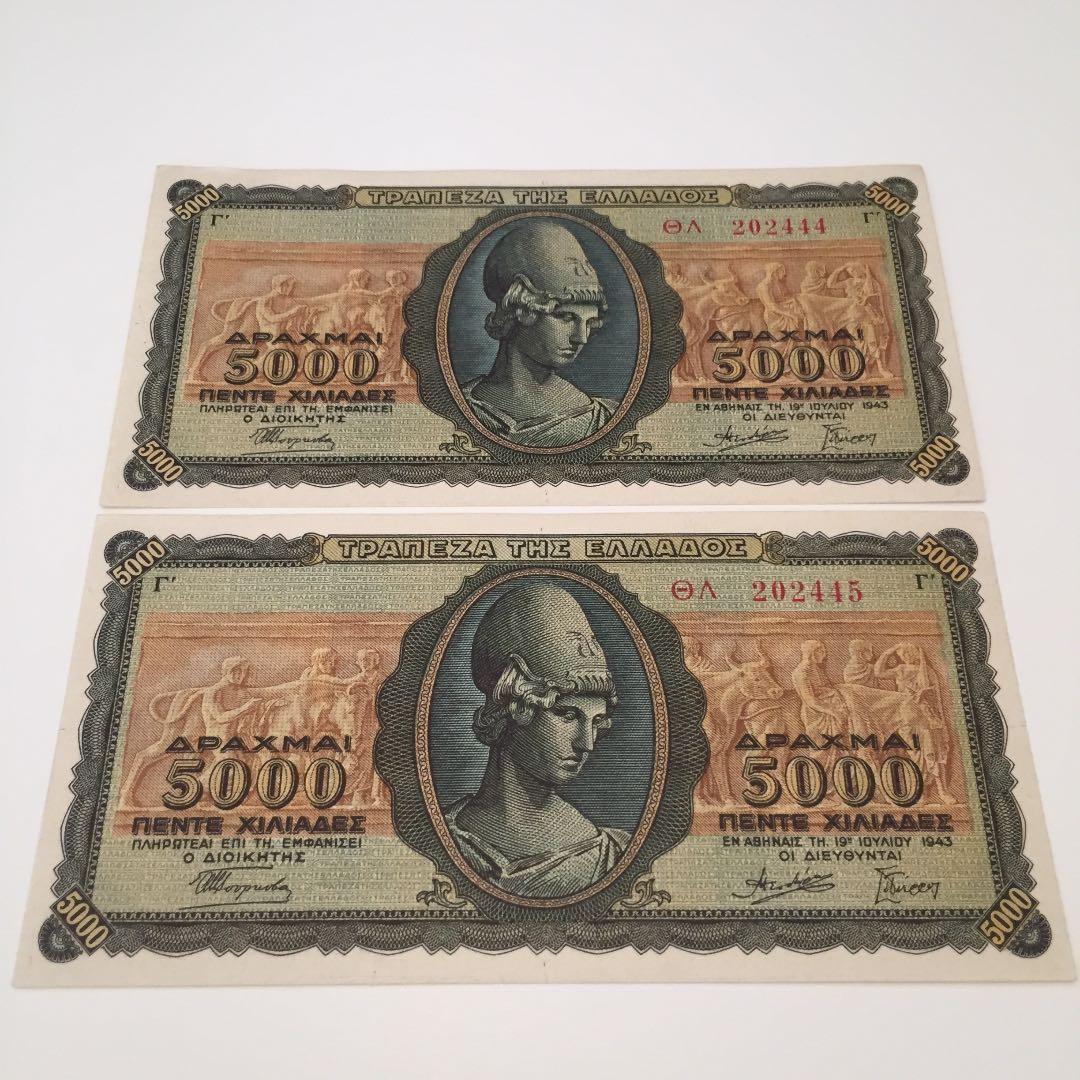 5000 ΤΡΑΠΕΖΑ ΤΗΣ ΕΛΛΑΔΟΣ 5000
Γ' ΘΛ 202444 Γ'
ΔΡΑΧΜΑΙ ΔΡΑΧΜΑΙ
5000 5000
ΠΕΝΤΕ ΧΙΛΙΑΔΕΣ ΠΕΝΤΕ ΧΙΛΙΑΔΕΣ
ΠΛΗΡΩΤΕΑΙ ΕΠΙ ΤΗ. ΕΜΦΑΝΙΣΕΙ ΕΝ ΑΘΗΝΑΙΣ ΤΗ. 19ῃ ΙΟΥΛΙΟΥ 1943
Ο ΔΙΟΙΚΗΤΗΣ ΟΙ ΔΙΕΥΘΥΝΤΑΙ
5000 5000
5000 ΤΡΑΠΕΖΑ ΤΗΣ ΕΛΛΑΔΟΣ 5000
Γ' ΘΛ 202445 Γ'
ΔΡΑΧΜΑΙ ΔΡΑΧΜΑΙ
5000 5000
ΠΕΝΤΕ ΧΙΛΙΑΔΕΣ ΠΕΝΤΕ ΧΙΛΙΑΔΕΣ
ΠΛΗΡΩΤΕΑΙ ΕΠΙ ΤΗ. ΕΜΦΑΝΙΣΕΙ ΕΝ ΑΘΗΝΑΙΣ ΤΗ. 19ῃ ΙΟΥΛΙΟΥ 1943
Ο ΔΙΟΙΚΗΤΗΣ ΟΙ ΔΙΕΥΘΥΝΤΑΙ
5000 5000